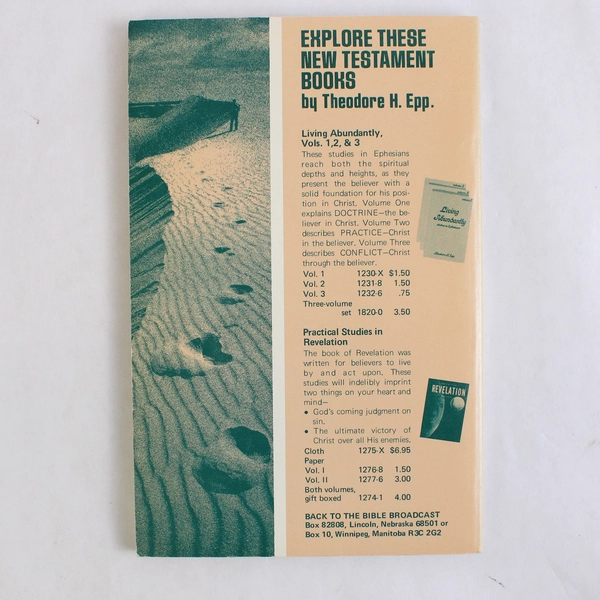 EXPLORE THESE
NEW TESTAMENT
BOOKS
by Theodore H. Epp.
Living Abundantly,
Vols. 1,2, & 3
These studies in Ephesians
reach both the spiritual
depths and heights, as they
present the believer with a
solid foundation for his posi-
tion in Christ. Volume One
explains DOCTRINE—the be-
liever in Christ. Volume Two
describes PRACTICE—Christ
in the believer. Volume Three
describes CONFLICT—Christ
through the believer.
Vol. 1 1230-X $1.50
Vol. 2 1231-8 1.50
Vol. 3 1232-6 .75
Three-volume
set 1820-0 3.50
Living
Abundantly
Practical Studies in
Revelation
The book of Revelation was
written for believers to live
by and act upon. These
studies will indelibly imprint
two things on your heart and
mind—
• God's coming judgment on
sin,
• The ultimate victory of
Christ over all His enemies,
Cloth 1275-X $6.95
Paper
Vol. I 1276-8 1.50
Vol. II 1277-6 3.00
Both volumes,
gift boxed 1274-1 4.00
REVELATION
BACK TO THE BIBLE BROADCAST
Box 82808, Lincoln, Nebraska 68501 or
Box 10, Winnipeg, Manitoba R3C 2G2